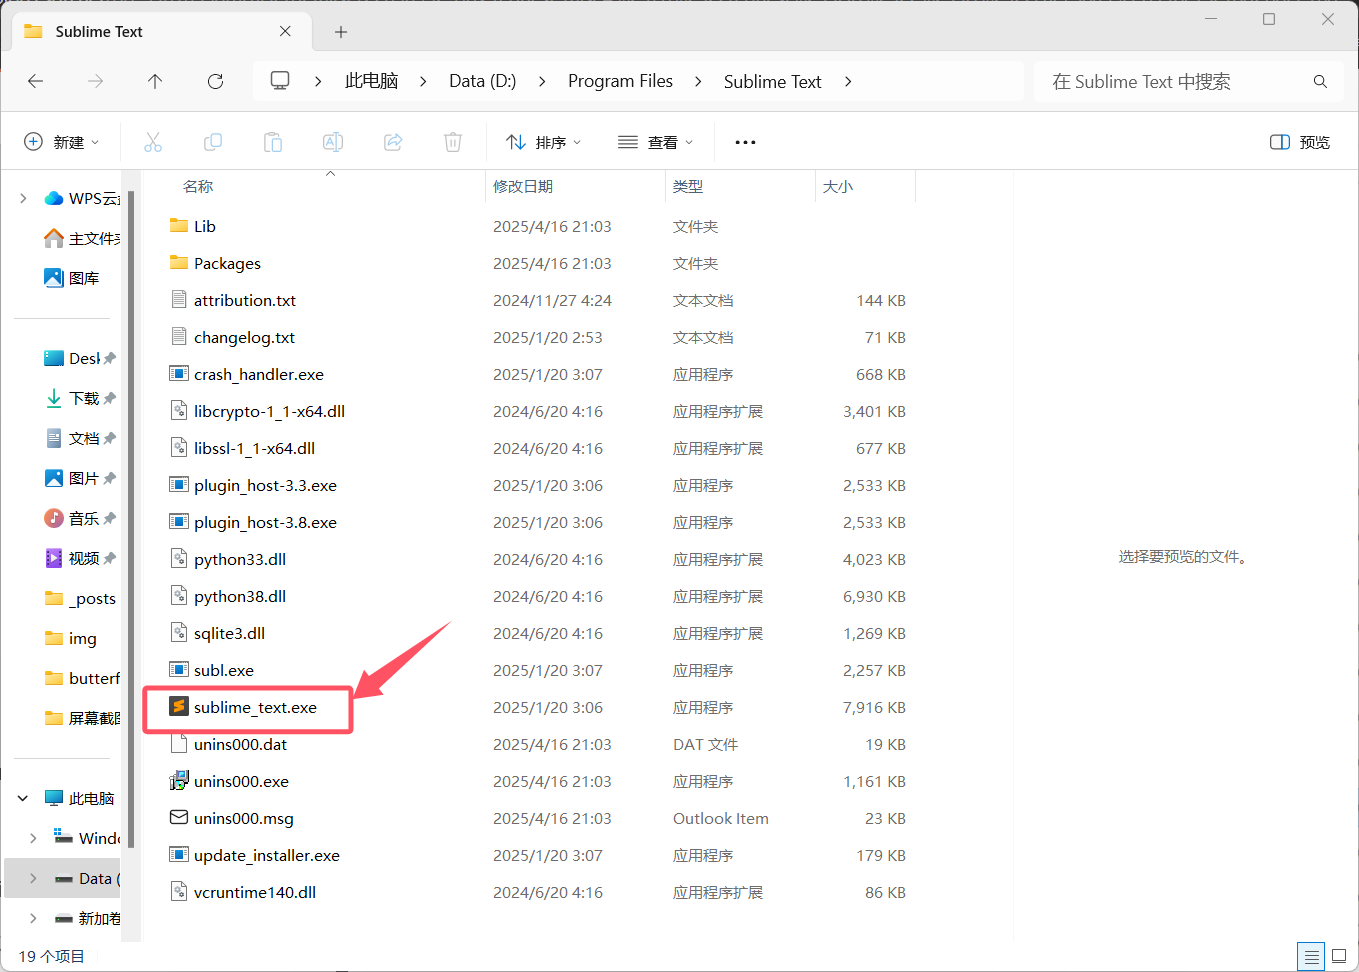 Sublime Text
此电脑 Data (D:) Program Files Sublime Text
在 Sublime Text 中搜索
新建 排序 查看 预览
名称 修改日期 类型 大小
WPS云
主文件夹
图库
Desk
下载
文档
图片
音乐
视频
_posts
img
butterf
屏幕截图
此电脑
Windo
Data (
新加卷
Lib 2025/4/16 21:03 文件夹
Packages 2025/4/16 21:03 文件夹
attribution.txt 2024/11/27 4:24 文本文档 144 KB
changelog.txt 2025/1/20 2:53 文本文档 71 KB
crash_handler.exe 2025/1/20 3:07 应用程序 668 KB
libcrypto-1_1-x64.dll 2024/6/20 4:16 应用程序扩展 3,401 KB
libssl-1_1-x64.dll 2024/6/20 4:16 应用程序扩展 677 KB
plugin_host-3.3.exe 2025/1/20 3:06 应用程序 2,533 KB
plugin_host-3.8.exe 2025/1/20 3:06 应用程序 2,533 KB
python33.dll 2024/6/20 4:16 应用程序扩展 4,023 KB
python38.dll 2024/6/20 4:16 应用程序扩展 6,930 KB
sqlite3.dll 2024/6/20 4:16 应用程序扩展 1,269 KB
subl.exe 2025/1/20 3:07 应用程序 2,257 KB
sublime_text.exe 2025/1/20 3:06 应用程序 7,916 KB
unins000.dat 2025/4/16 21:03 DAT 文件 19 KB
unins000.exe 2025/4/16 21:03 应用程序 1,161 KB
unins000.msg 2025/4/16 21:03 Outlook Item 23 KB
update_installer.exe 2025/1/20 3:07 应用程序 179 KB
vcruntime140.dll 2024/6/20 4:16 应用程序扩展 86 KB
选择要预览的文件。
19 个项目